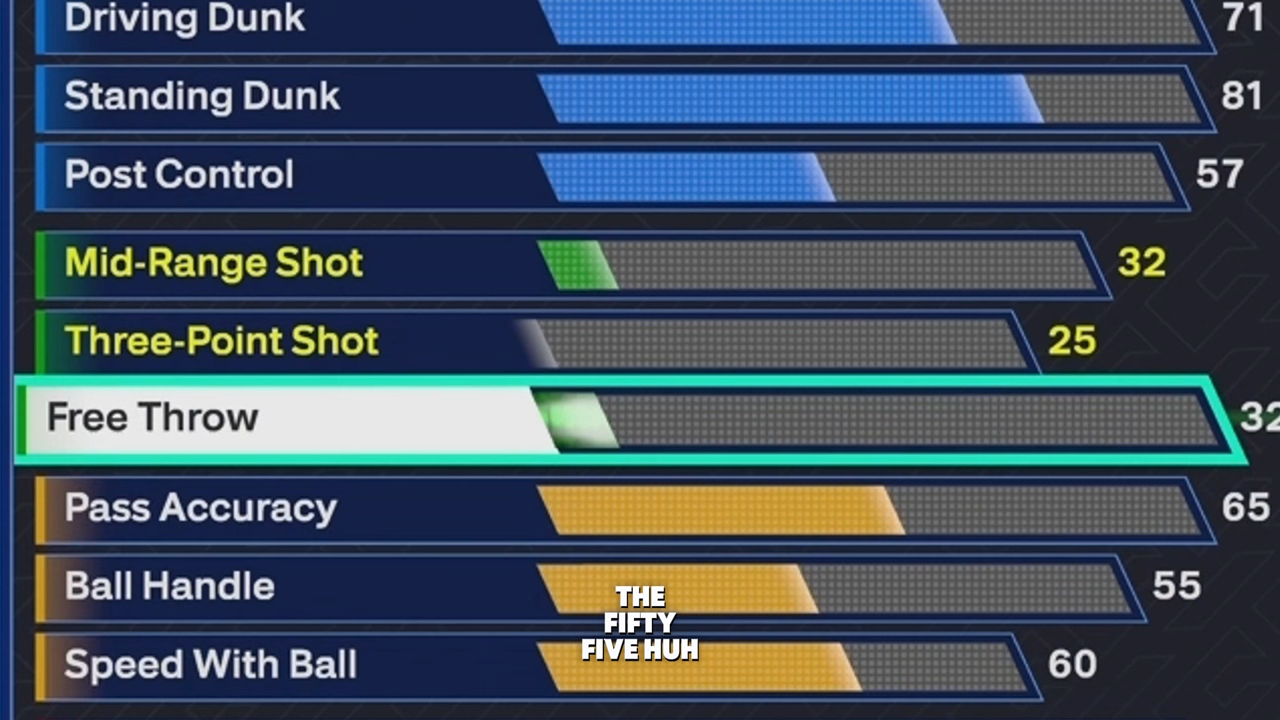 Driving Dunk 71
Standing Dunk 81
Post Control 57
Mid-Range Shot 32
Three-Point Shot 25
Free Throw 32
Pass Accuracy 65
Ball Handle 55
THE
FIFTY
FIVE HUH
Speed With Ball 60